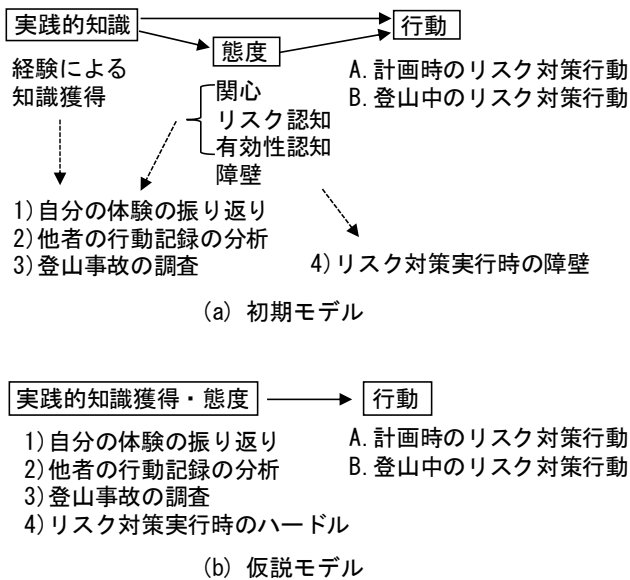 実践的知識
行動
態度
経験による
知識獲得
関心
リスク認知
有効性認知
障壁
A.計画時のリスク対策行動
B.登山中のリスク対策行動
1)自分の体験の振り返り
2)他者の行動記録の分析
3)登山事故の調査
4)リスク対策実行時の障壁
(a) 初期モデル
実践的知識獲得・態度
行動
1)自分の体験の振り返り
2)他者の行動記録の分析
3)登山事故の調査
4)リスク対策実行時のハードル
A.計画時のリスク対策行動
B.登山中のリスク対策行動
(b) 仮説モデル